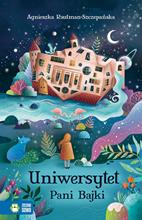 Agnieszka Rautman-Szczepańska
Uniwersytet
Pani Bajki